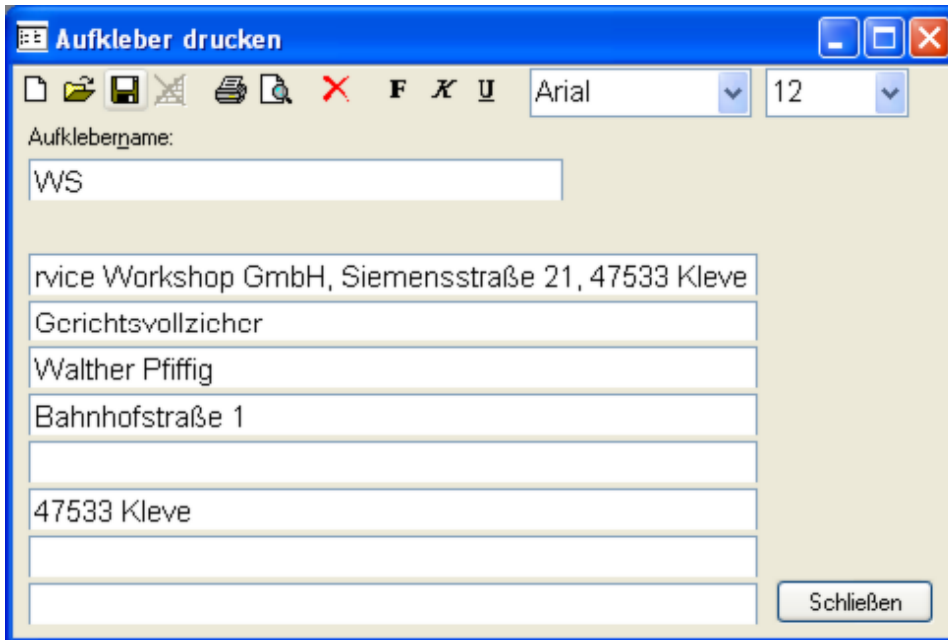 Aufkleber drucken
F K U Arial 12
Aufklebername:
WS
rvice Workshop GmbH, Siemensstraße 21, 47533 Kleve
Gerichtsvollzieher
Walther Pfiffig
Bahnhofstraße 1
47533 Kleve
Schließen